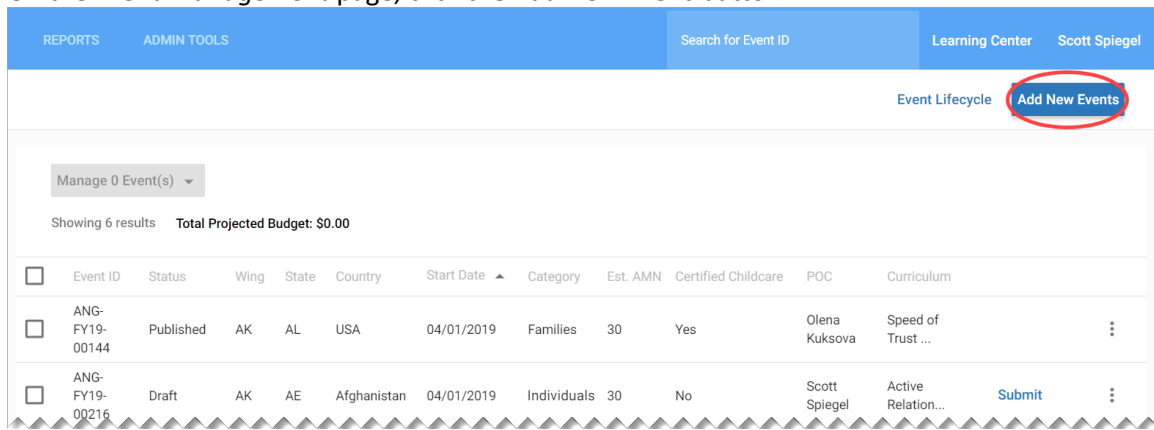 REPORTS ADMIN TOOLS Search for Event ID Learning Center Scott Spiegel
Event Lifecycle Add New Events
Manage 0 Event(s)
Showing 6 results Total Projected Budget: $0.00
Event ID Status Wing State Country Start Date Category Est. AMN Certified Childcare POC Curriculum
ANG-
FY19-
00144
Published AK AL USA 04/01/2019 Families 30 Yes
Olena
Kuksova
Speed of
Trust ...
ANG-
FY19-
00216
Draft AK AE Afghanistan 04/01/2019 Individuals 30 No
Scott
Spiegel
Active
Relation...
Submit